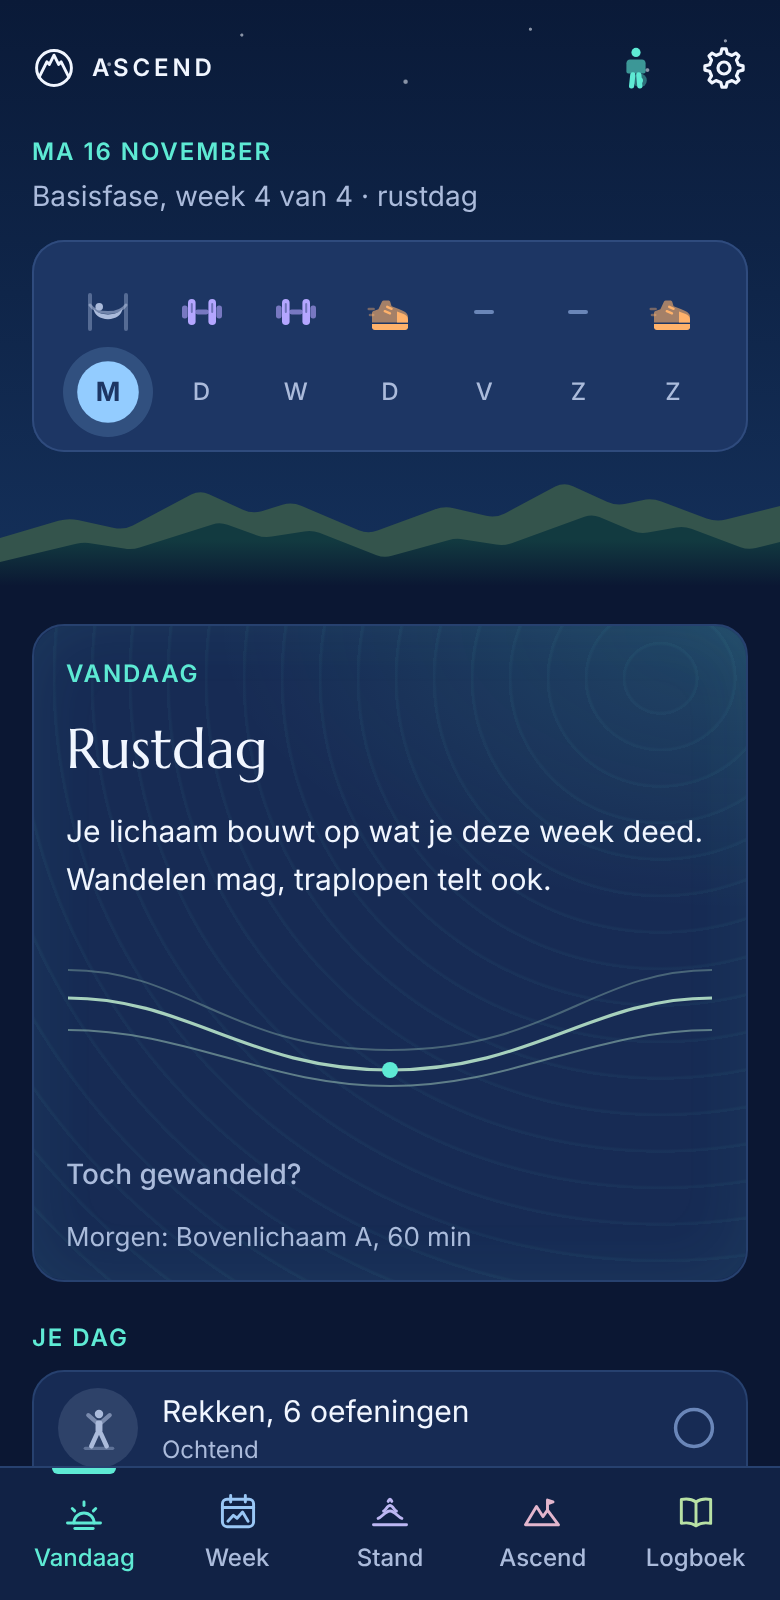 ASCEND
MA 16 NOVEMBER
Basisfase, week 4 van 4 · rustdag
M D W D V Z Z
VANDAAG
Rustdag
Je lichaam bouwt op wat je deze week deed.
Wandelen mag, traplopen telt ook.
Toch gewandeld?
Morgen: Bovenlichaam A, 60 min
JE DAG
Rekken, 6 oefeningen
Ochtend
Vandaag Week Stand Ascend Logboek